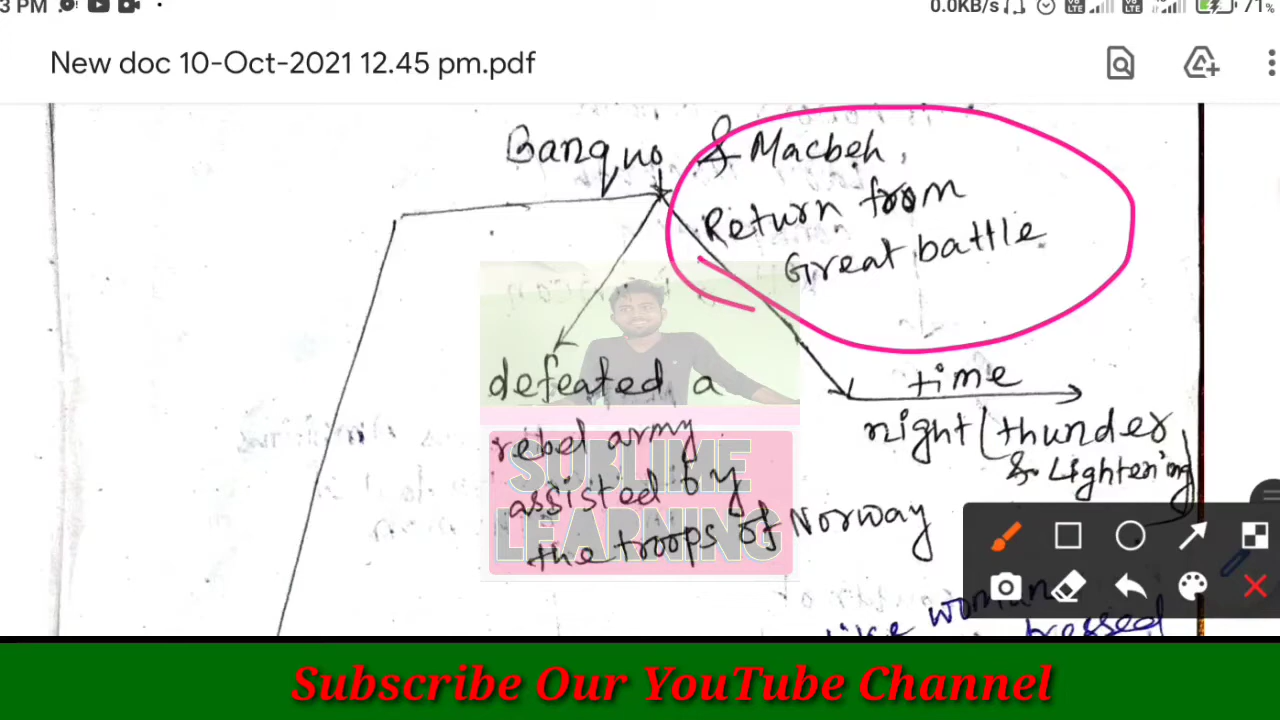 3 PM
0.0KB/s
71%
New doc 10-Oct-2021 12.45 pm.pdf
Banquo & Macbeh,
Return from
Great battle
time
night (thunder
& Lightening)
defeated a
rebel army
assisted by
the troops of Norway
SUBLIME
LEARNING
like woman
Subscribe Our YouTube Channel